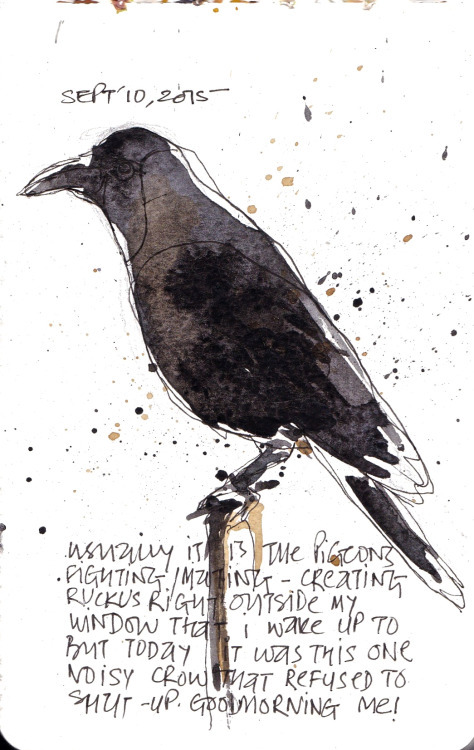 SEPT'10, 2015
USUALLY IT IS THE PIGEONS
FIGHTING/MATING - CREATING
RUCKUS RIGHT OUTSIDE MY
WINDOW THAT I WAKE UP TO
BUT TODAY IT WAS THIS ONE
NOISY CROW THAT REFUSED TO
SHUT-UP. GOODMORNING ME!